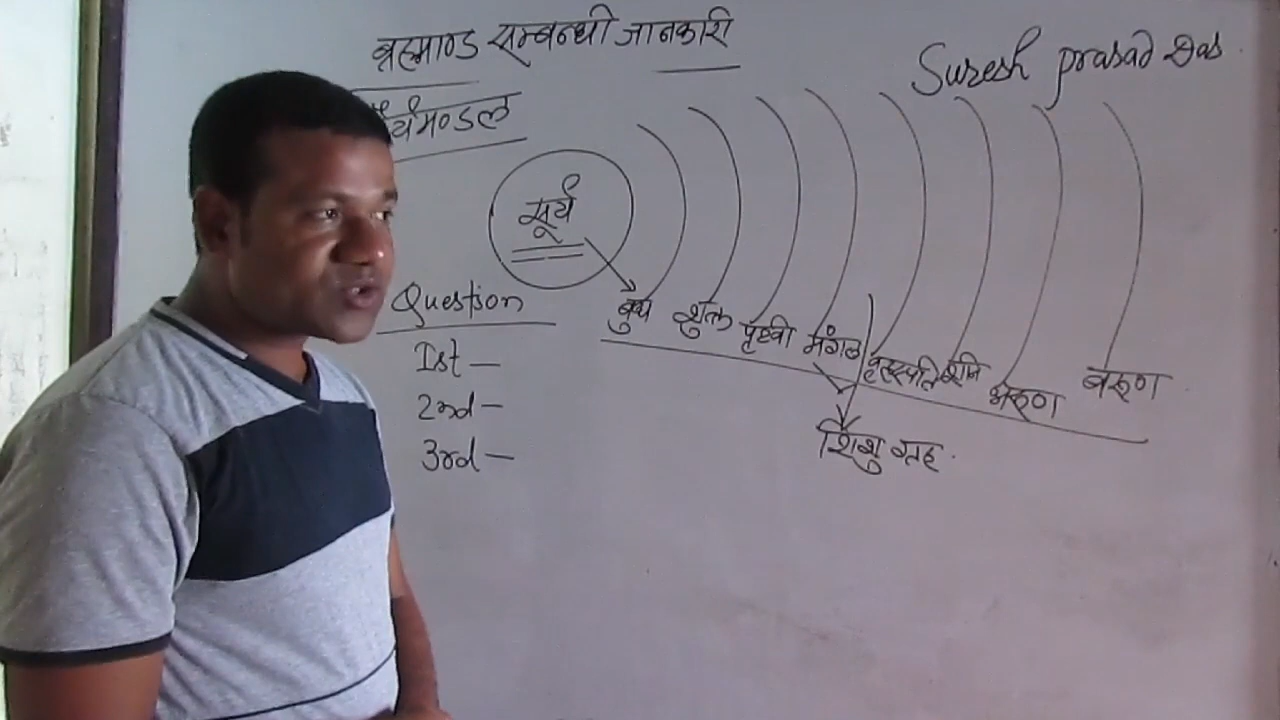 ब्रह्माण्ड सम्बन्धी जानकारी
Suresh prasad Das
र्यमण्डल
सूर्य
Question
Ist —
2nd —
3rd —
बुध शुक्र पृथ्वी मंगल बृहस्पति शनि अरूण बरूण
शिशु ग्रह.